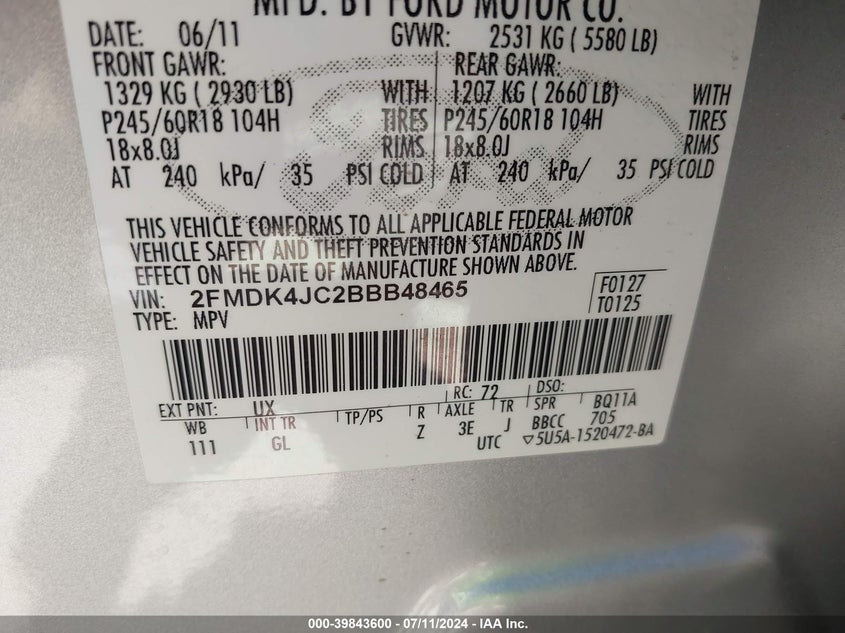 MFD. BY FORD MOTOR CO.
DATE: 06/11 GVWR: 2531 KG ( 5580 LB)
FRONT GAWR: REAR GAWR:
1329 KG ( 2930 LB) WITH 1207 KG ( 2660 LB) WITH
P245/60R18 104H TIRES P245/60R18 104H TIRES
18x8.0J RIMS 18x8.0J RIMS
AT 240 kPa/ 35 PSI COLD AT 240 kPa/ 35 PSI COLD
Ford
THIS VEHICLE CONFORMS TO ALL APPLICABLE FEDERAL MOTOR
VEHICLE SAFETY AND THEFT PREVENTION STANDARDS IN
EFFECT ON THE DATE OF MANUFACTURE SHOWN ABOVE.
VIN: 2FMDK4JC2BBB48465 F0127
TYPE: MPV T0125
EXT PNT: UX RC: 72 DSO:
WB INT TR TP/PS R AXLE TR SPR BQ11A
111 GL Z 3E J BBCC 705
UTC ▽5U5A-1520472-BA
000-39843600 - 07/11/2024 - IAA Inc.